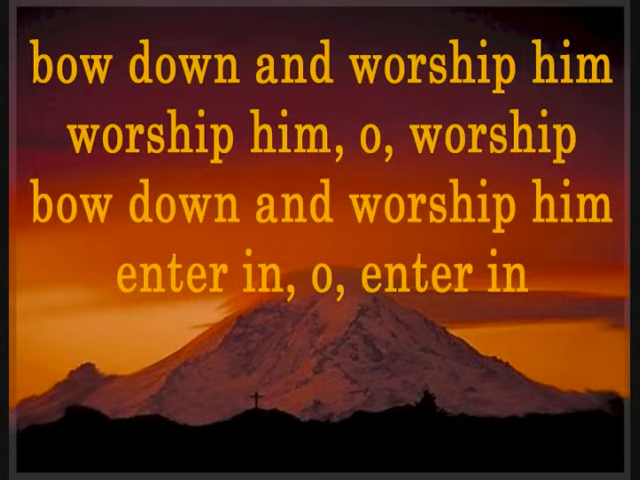 bow down and worship him
worship him, o, worship
bow down and worship him
enter in, o, enter in